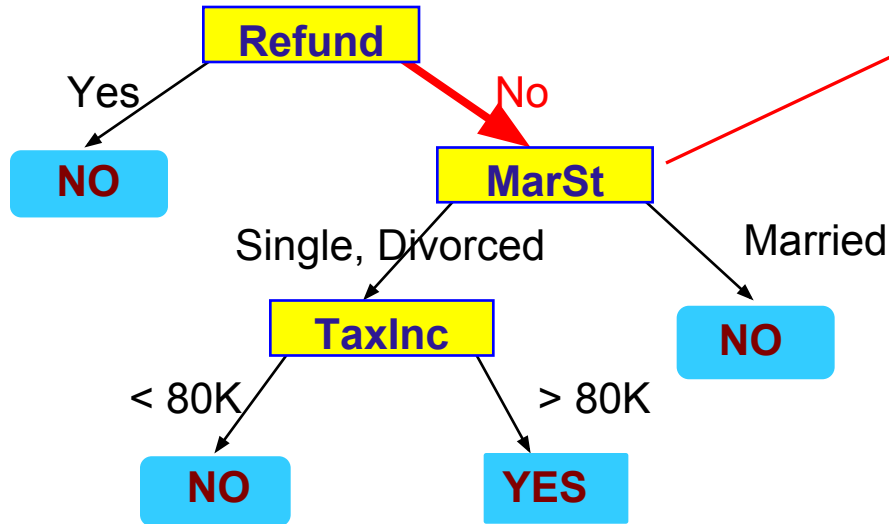 Refund
Yes
No
NO
MarSt
Single, Divorced
Married
TaxInc
NO
< 80K
> 80K
NO
YES